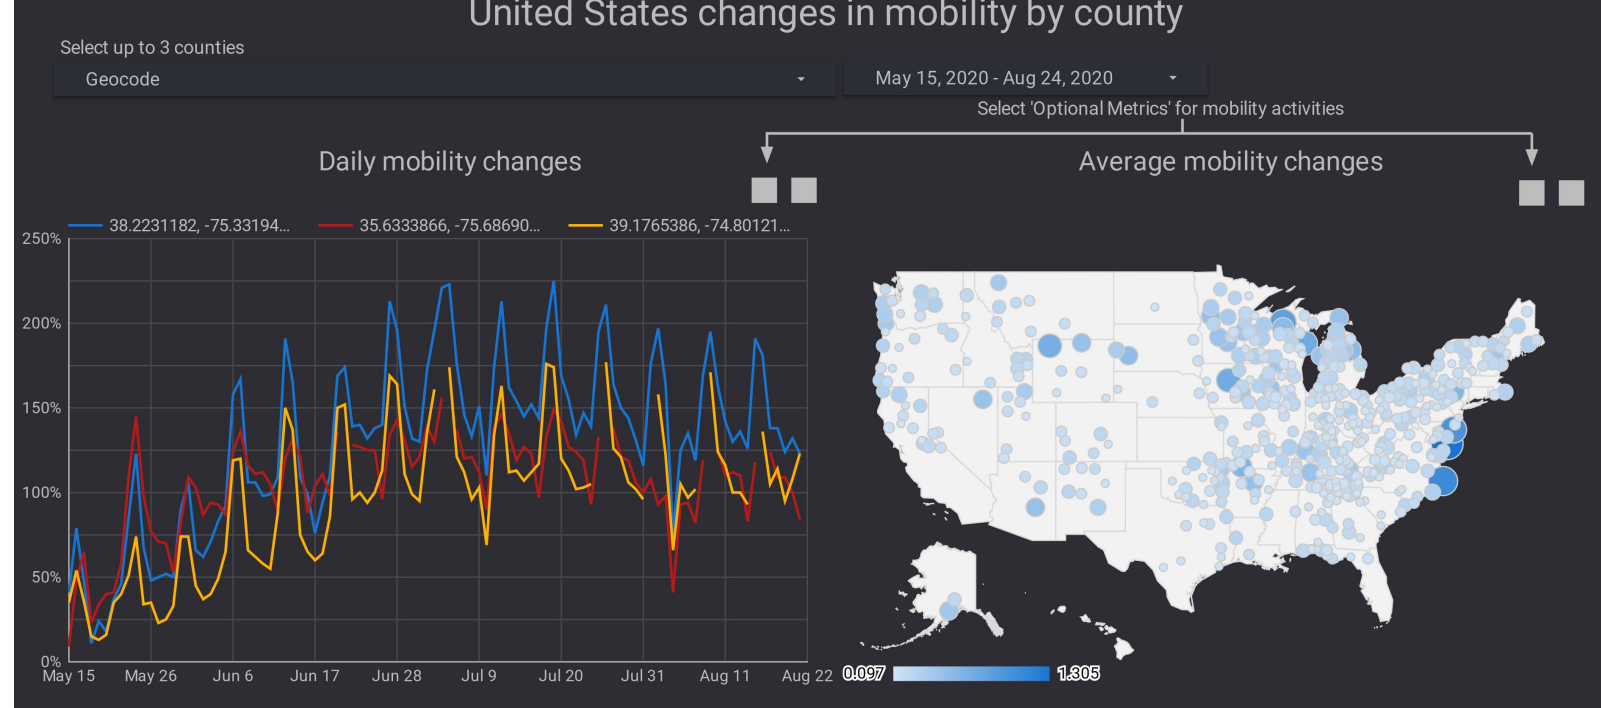 United States changes in mobility by county
Select up to 3 counties
Geocode
May 15, 2020 - Aug 24, 2020
Select 'Optional Metrics' for mobility activities
Daily mobility changes
Average mobility changes
38.2231182, -75.33194... 35.6333866, -75.68690... 39.1765386, -74.80121...
250%
200%
150%
100%
50%
0%
May 15 May 26 Jun 6 Jun 17 Jun 28 Jul 9 Jul 20 Jul 31 Aug 11 Aug 22
0.097 1.305